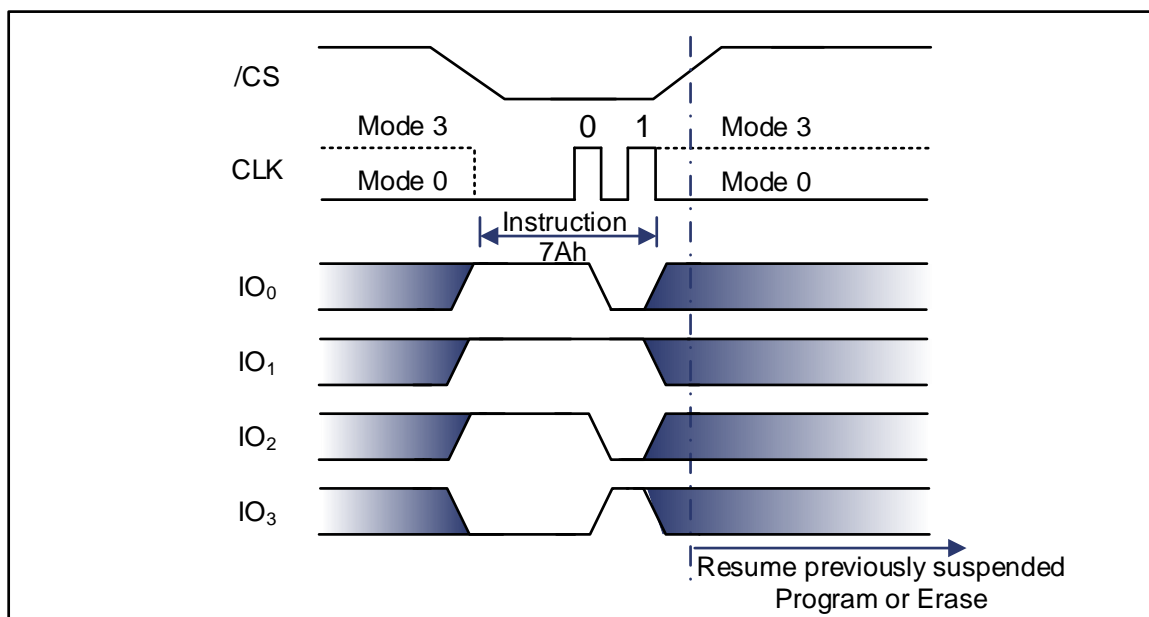 /CS
Mode 3 0 1 Mode 3
CLK
Mode 0 Mode 0
Instruction
7Ah
IO₀
IO₁
IO₂
IO₃
Resume previously suspended
Program or Erase